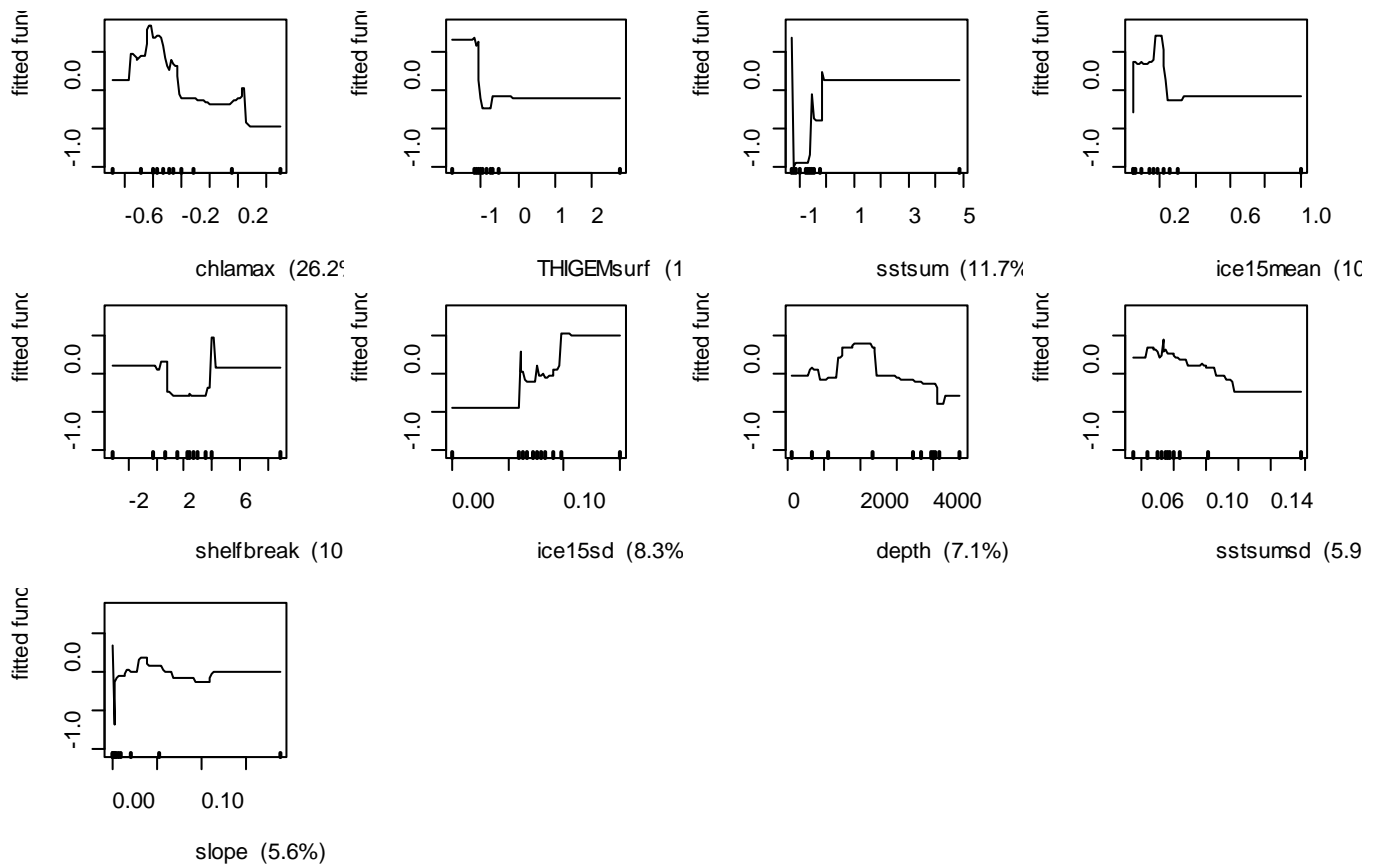 fitted func
0.0
-1.0
-0.6 -0.2 0.2
chlamax (26.2%
fitted func
0.0
-1.0
-1 0 1 2
THIGEMsurf (1
fitted func
0.0
-1.0
-1 1 3 5
sstsum (11.7%
fitted func
0.0
-1.0
0.2 0.6 1.0
ice15mean (10
fitted func
0.0
-1.0
-2 2 6
shelfbreak (10
fitted func
0.0
-1.0
0.00 0.10
ice15sd (8.3%
fitted func
0.0
-1.0
0 2000 4000
depth (7.1%)
fitted func
0.0
-1.0
0.06 0.10 0.14
sstsumsd (5.9
fitted func
0.0
-1.0
0.00 0.10
slope (5.6%)